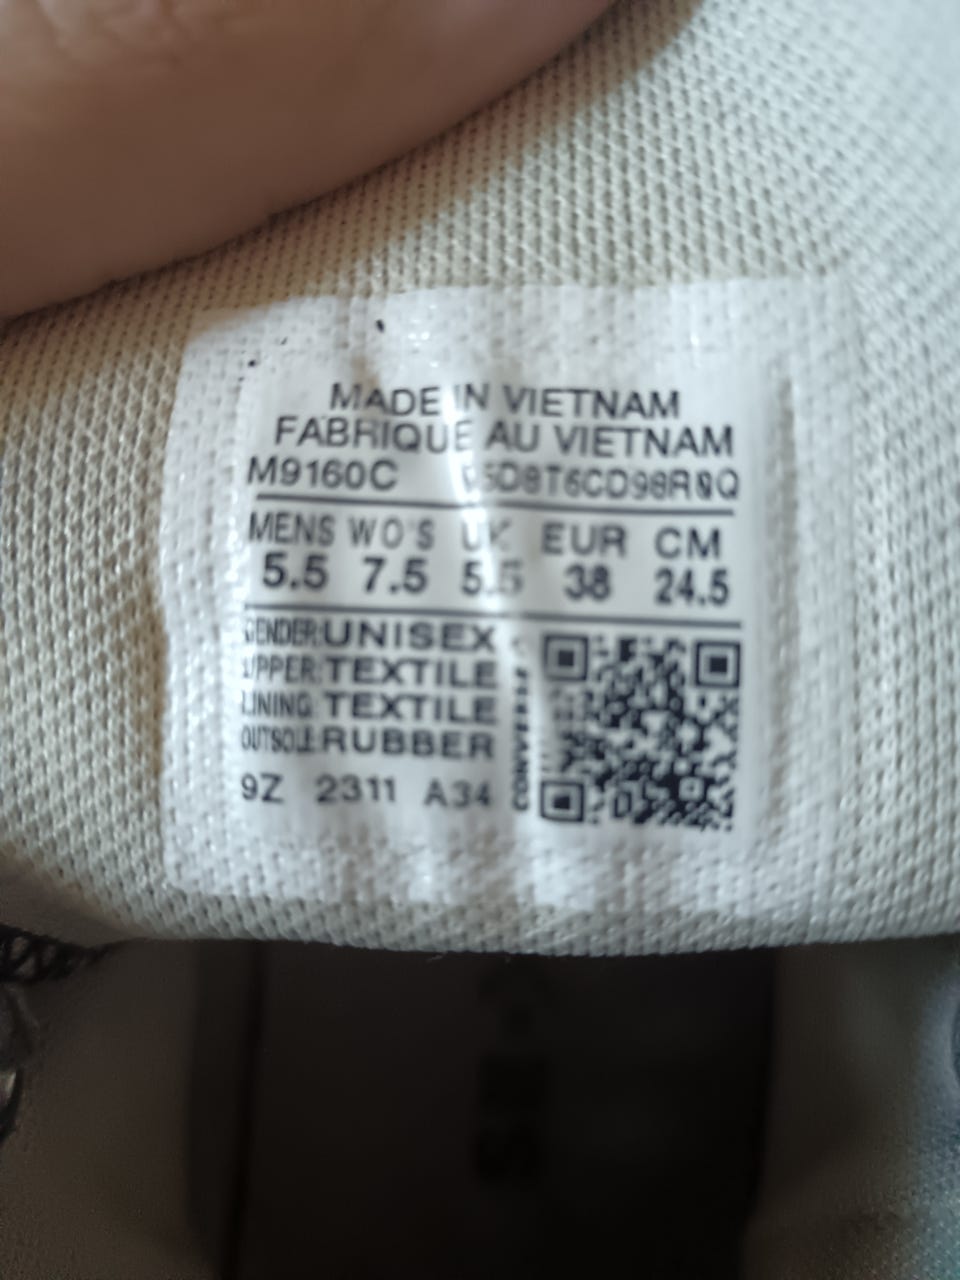 MADE IN VIETNAM
FABRIQUE AU VIETNAM
M9160C
MENS WO'S UK EUR CM
5.5 7.5 5.5 38 24.5
GENDER:UNISEX
UPPER:TEXTILE
LINING:TEXTILE
OUTSOLE:RUBBER
9Z 2311 A34